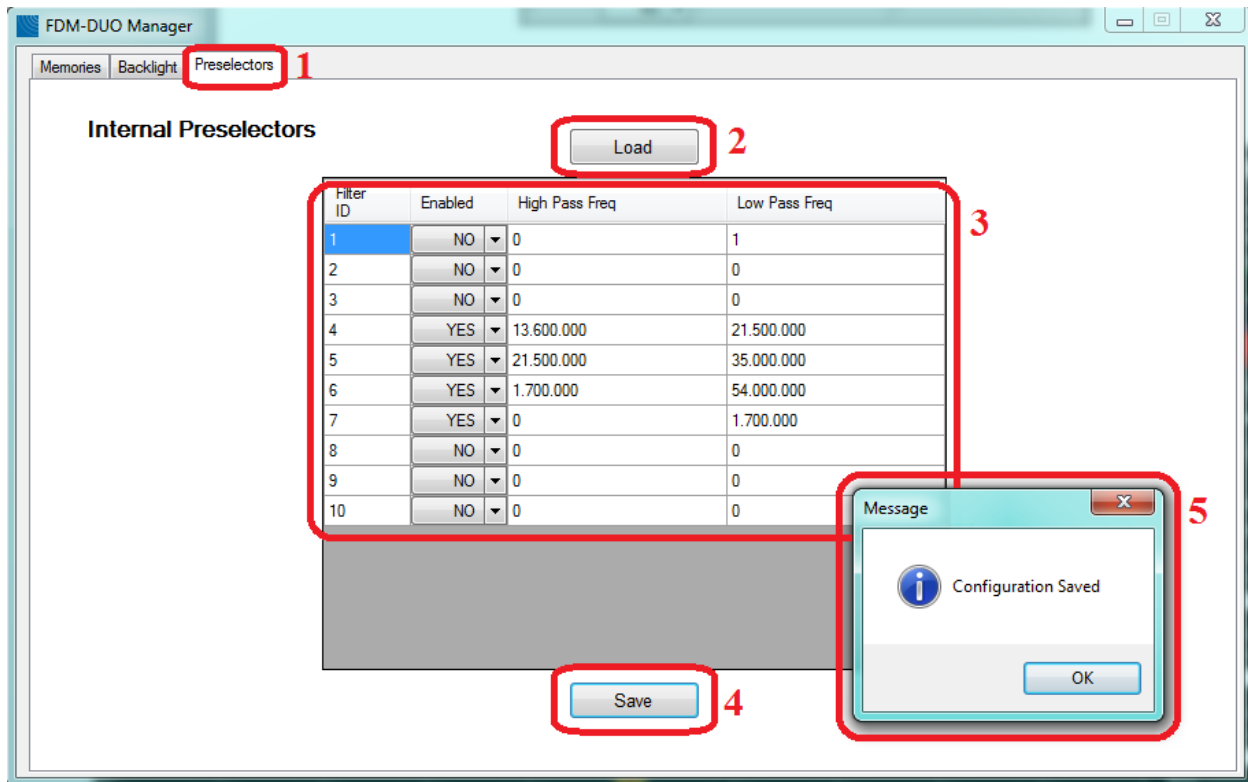 FDM-DUO Manager
Memories Backlight Preselectors 1
Internal Preselectors
Load 2
Filter ID Enabled High Pass Freq Low Pass Freq
3
1 NO 0 1
2 NO 0 0
3 NO 0 0
4 YES 13.600.000 21.500.000
5 YES 21.500.000 35.000.000
6 YES 1.700.000 54.000.000
7 YES 0 1.700.000
8 NO 0 0
9 NO 0 0
10 NO 0 0
Message
5
Configuration Saved
OK
Save 4